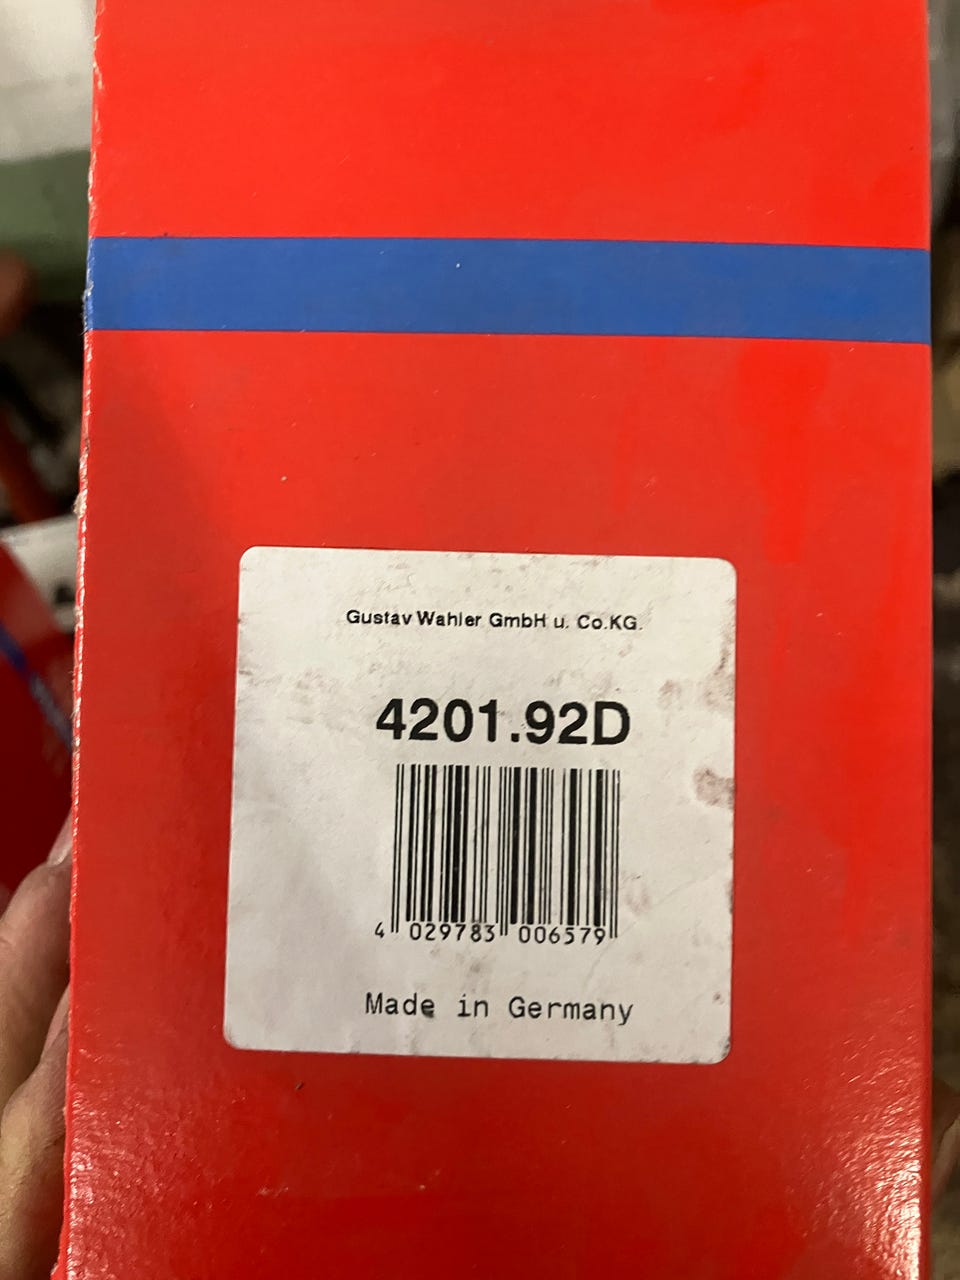 Gustav Wahler GmbH u. Co.KG.
4201.92D
4 029783 006579
Made in Germany